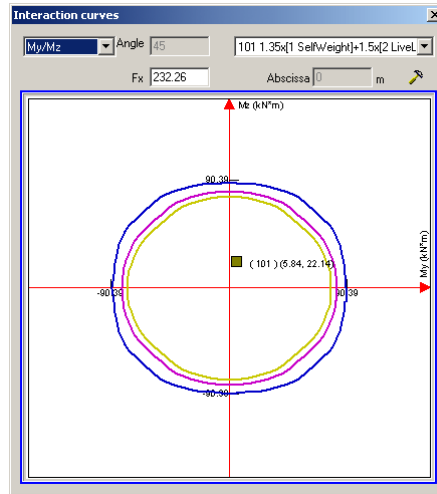 Interaction curves
My/Mz Angle 45 101 1.35x[1 SelfWeight]+1.5x[2 LiveL
Fx 232.26 Abscissa 0 m
Mz (kN*m)
90.39
( 101 ) (5.84, 22.14)
My (kN*m)
-90.39 90.39
-90.39